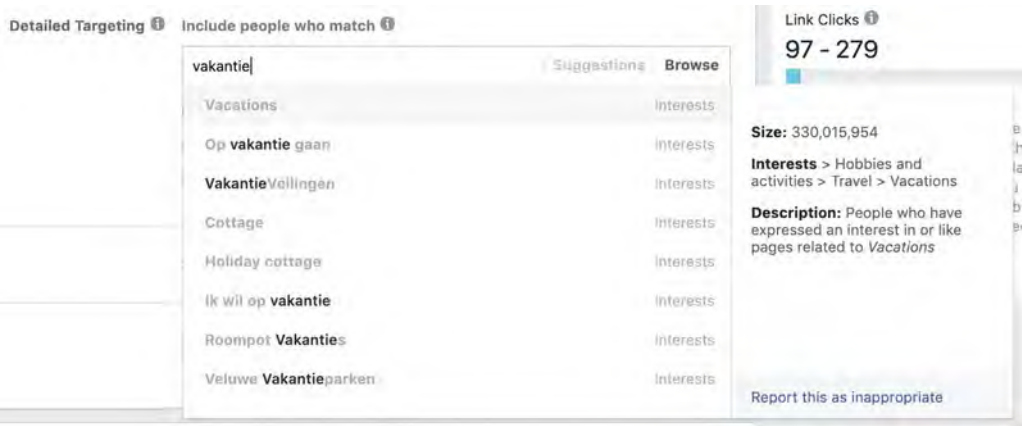 Detailed Targeting
Include people who match
vakantie
Suggestions Browse
Vacations Interests
Op vakantie gaan Interests
VakantieVeilingen Interests
Cottage Interests
Holiday cottage Interests
Ik wil op vakantie Interests
Roompot Vakanties Interests
Veluwe Vakantieparken Interests
Link Clicks
97 - 279
Size: 330,015,954
Interests > Hobbies and
activities > Travel > Vacations
Description: People who have
expressed an interest in or like
pages related to Vacations
Report this as inappropriate